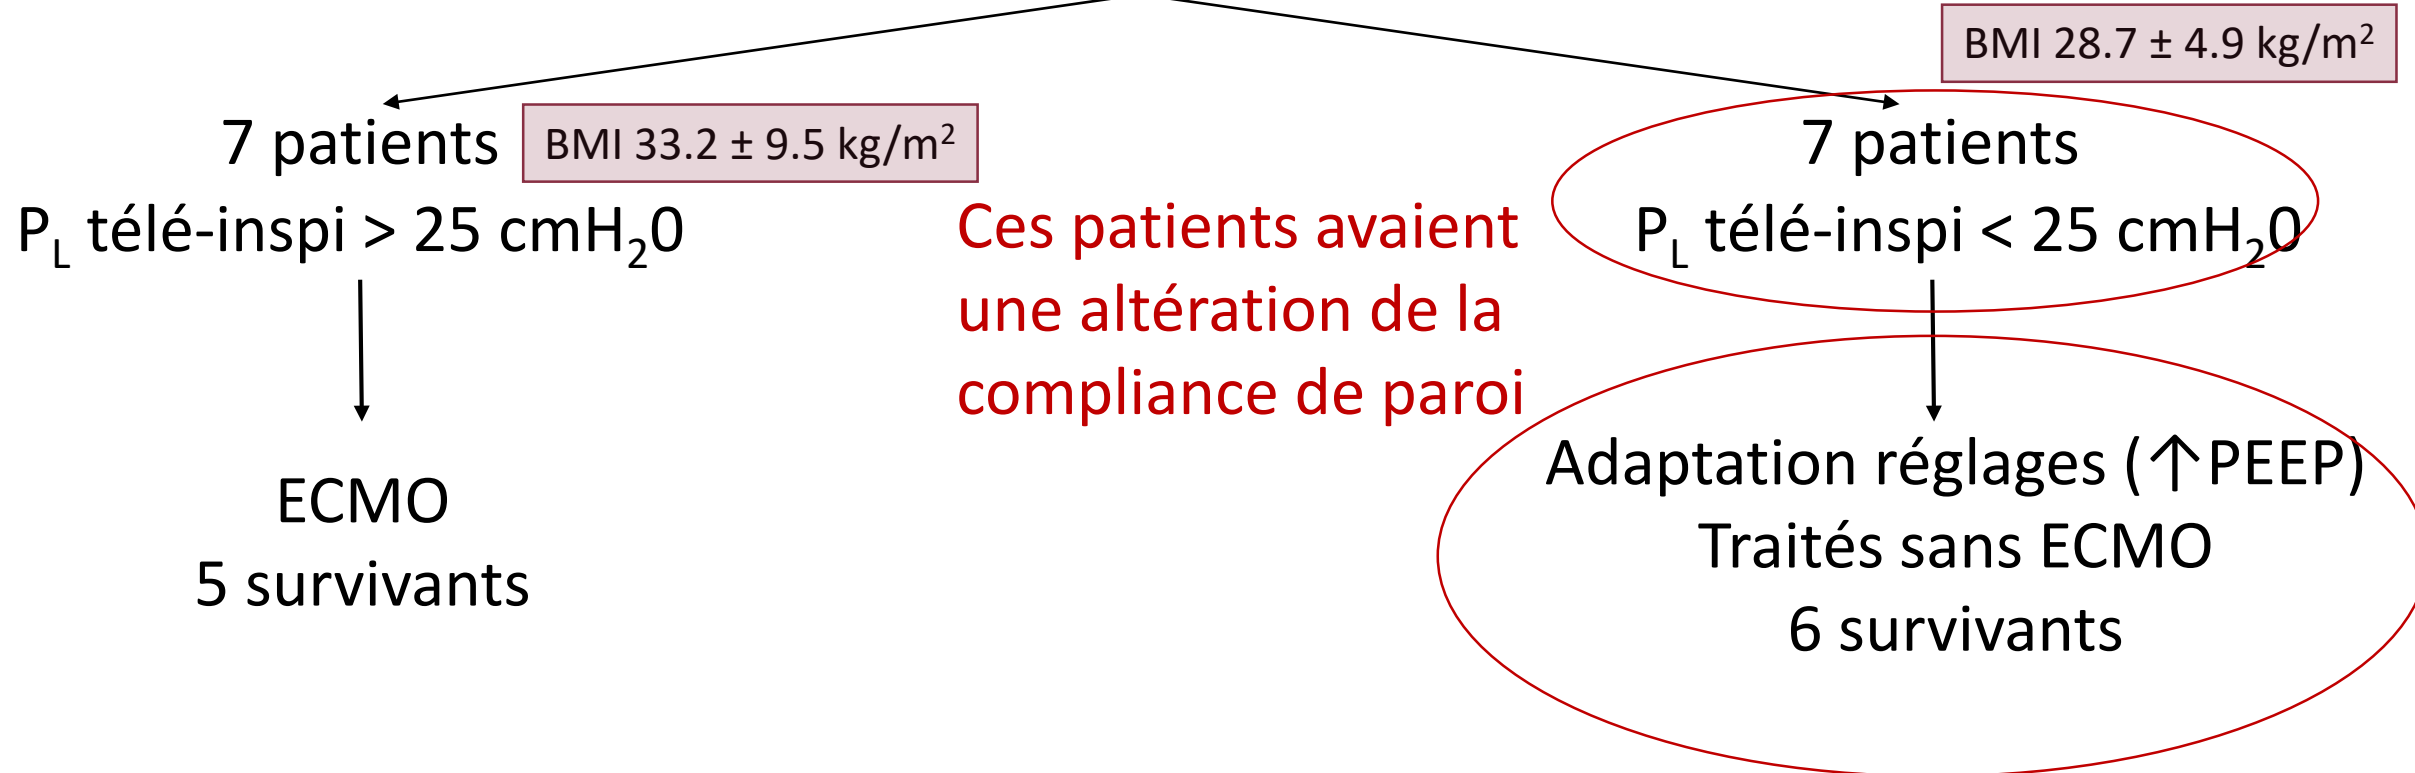 BMI 28.7 ± 4.9 kg/m²
7 patients
BMI 33.2 ± 9.5 kg/m²
P_L télé-inspi > 25 cmH₂0
ECMO
5 survivants
Ces patients avaient
une altération de la
compliance de paroi
7 patients
P_L télé-inspi < 25 cmH₂0
Adaptation réglages (↑PEEP)
Traités sans ECMO
6 survivants